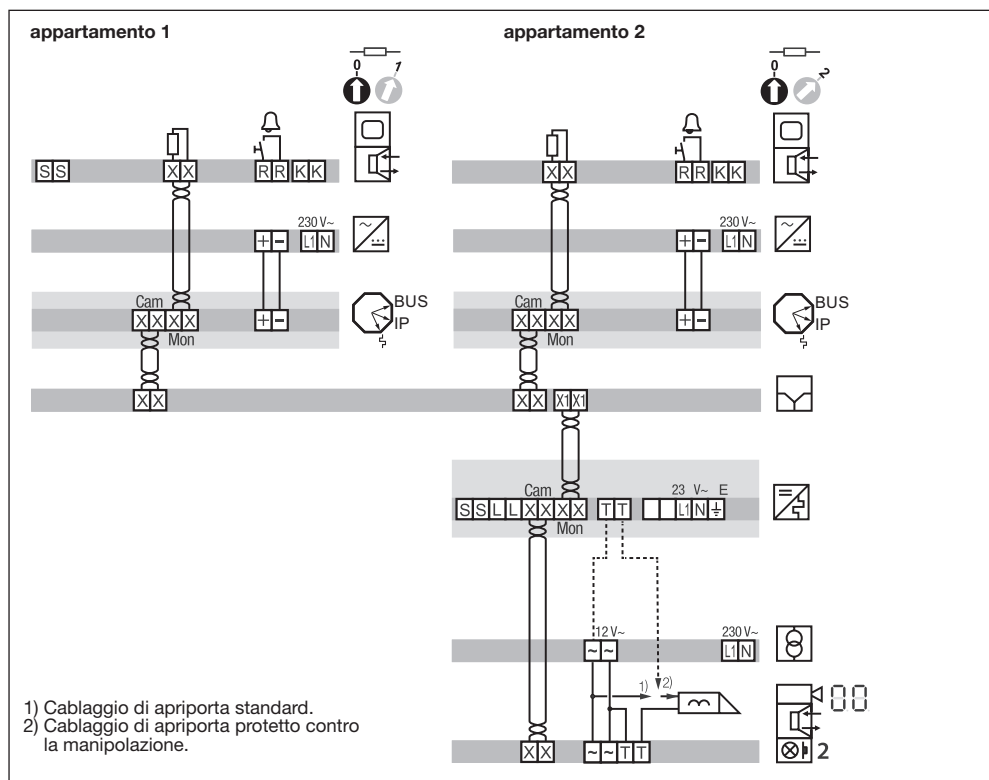 appartamento 1
appartamento 2
0 1
0 2
S S X X R R K K
X X R R K K
230 V~
+ - L1 N
230 V~
+ - L1 N
Cam
X X X X + -
Mon
BUS
IP
Cam
X X X X + -
Mon
BUS
IP
X X
X X X1 X1
Cam
23 V~ E
S S L L X X X X T T L1 N
Mon
12 V~
230 V~
~ ~ L1 N
1) 2)
00
X X ~ ~ T T
2
1) Cablaggio di apriporta standard.
2) Cablaggio di apriporta protetto contro
la manipolazione.